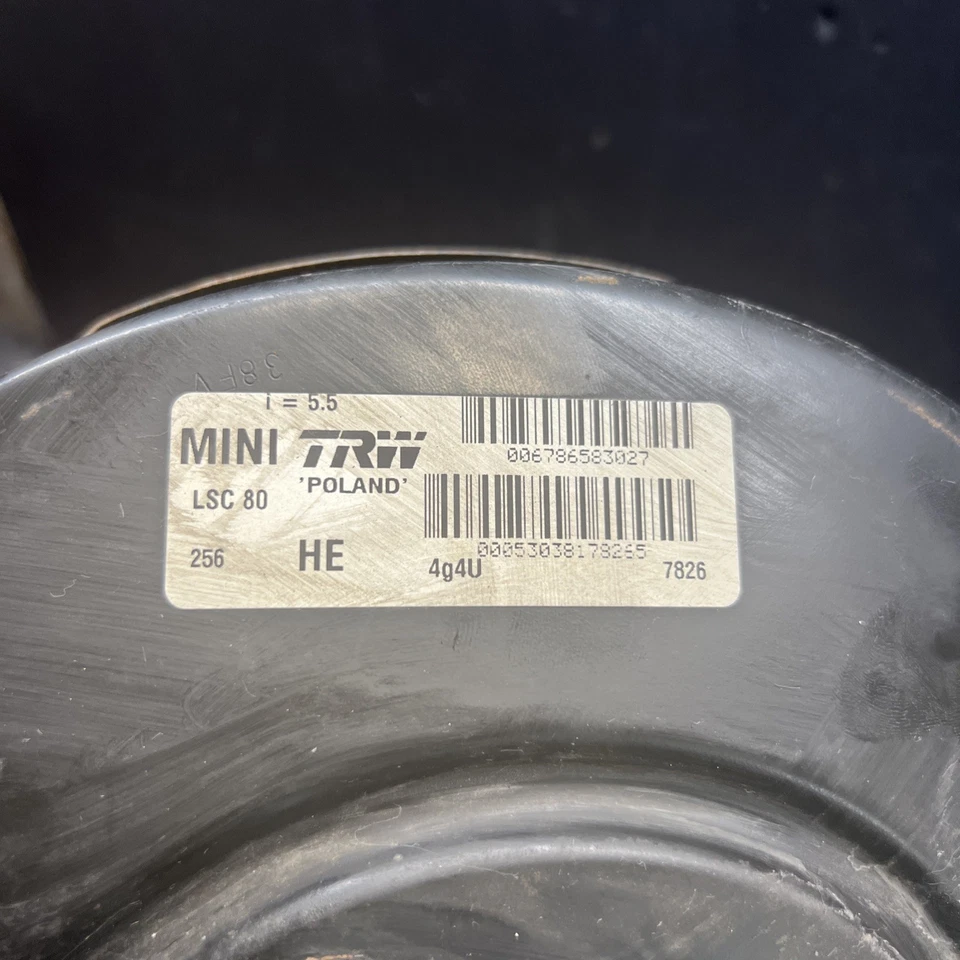 38FV
i = 5.5
MINI TRW
'POLAND'
LSC 80
006786583027
00053038178265
256 HE 4g4U 7826